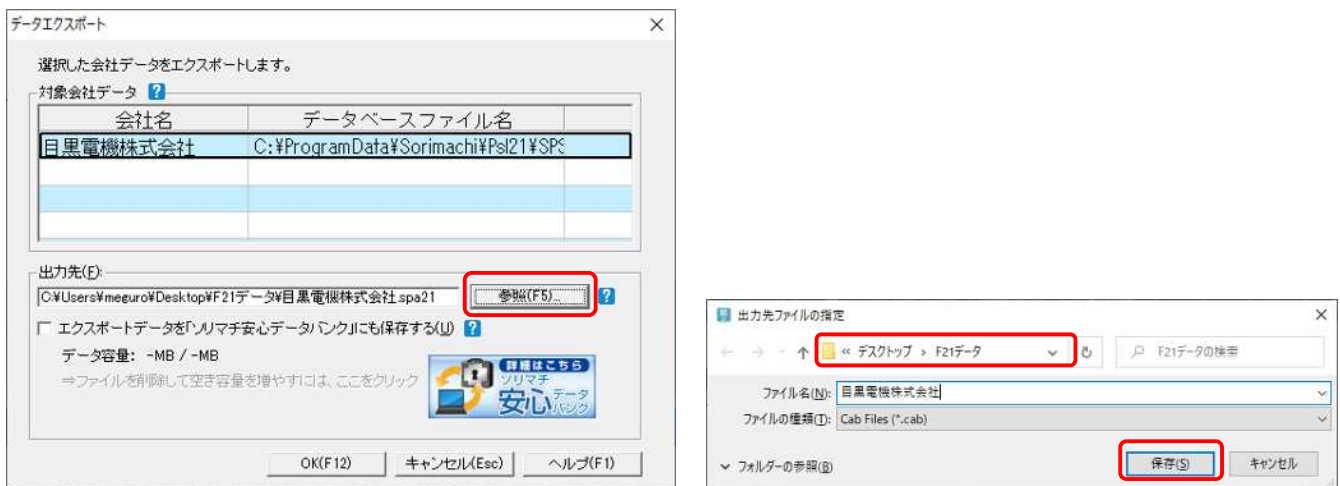 データエクスポート
選択した会社データをエクスポートします。
対象会社データ ?
会社名 データベースファイル名
目黒電機株式会社 C:¥ProgramData¥Sorimachi¥Psl21¥SPS
出力先(F):
C:¥Users¥meguro¥Desktop¥F21データ¥目黒電機株式会社.spa21 参照(F5)... ?
エクスポートデータを「ソリマチ安心データバンク」にも保存する(U) ?
データ容量: -MB / -MB
⇒ファイルを削除して空き容量を増やすには、ここをクリック
詳細はこちら
ソリマチ
安心データバンク
OK(F12) キャンセル(Esc) ヘルプ(F1)
出力先ファイルの指定
« デスクトップ › F21データ F21データの検索
ファイル名(N): 目黒電機株式会社
ファイルの種類(T): Cab Files (*.cab)
フォルダーの参照(B) 保存(S) キャンセル